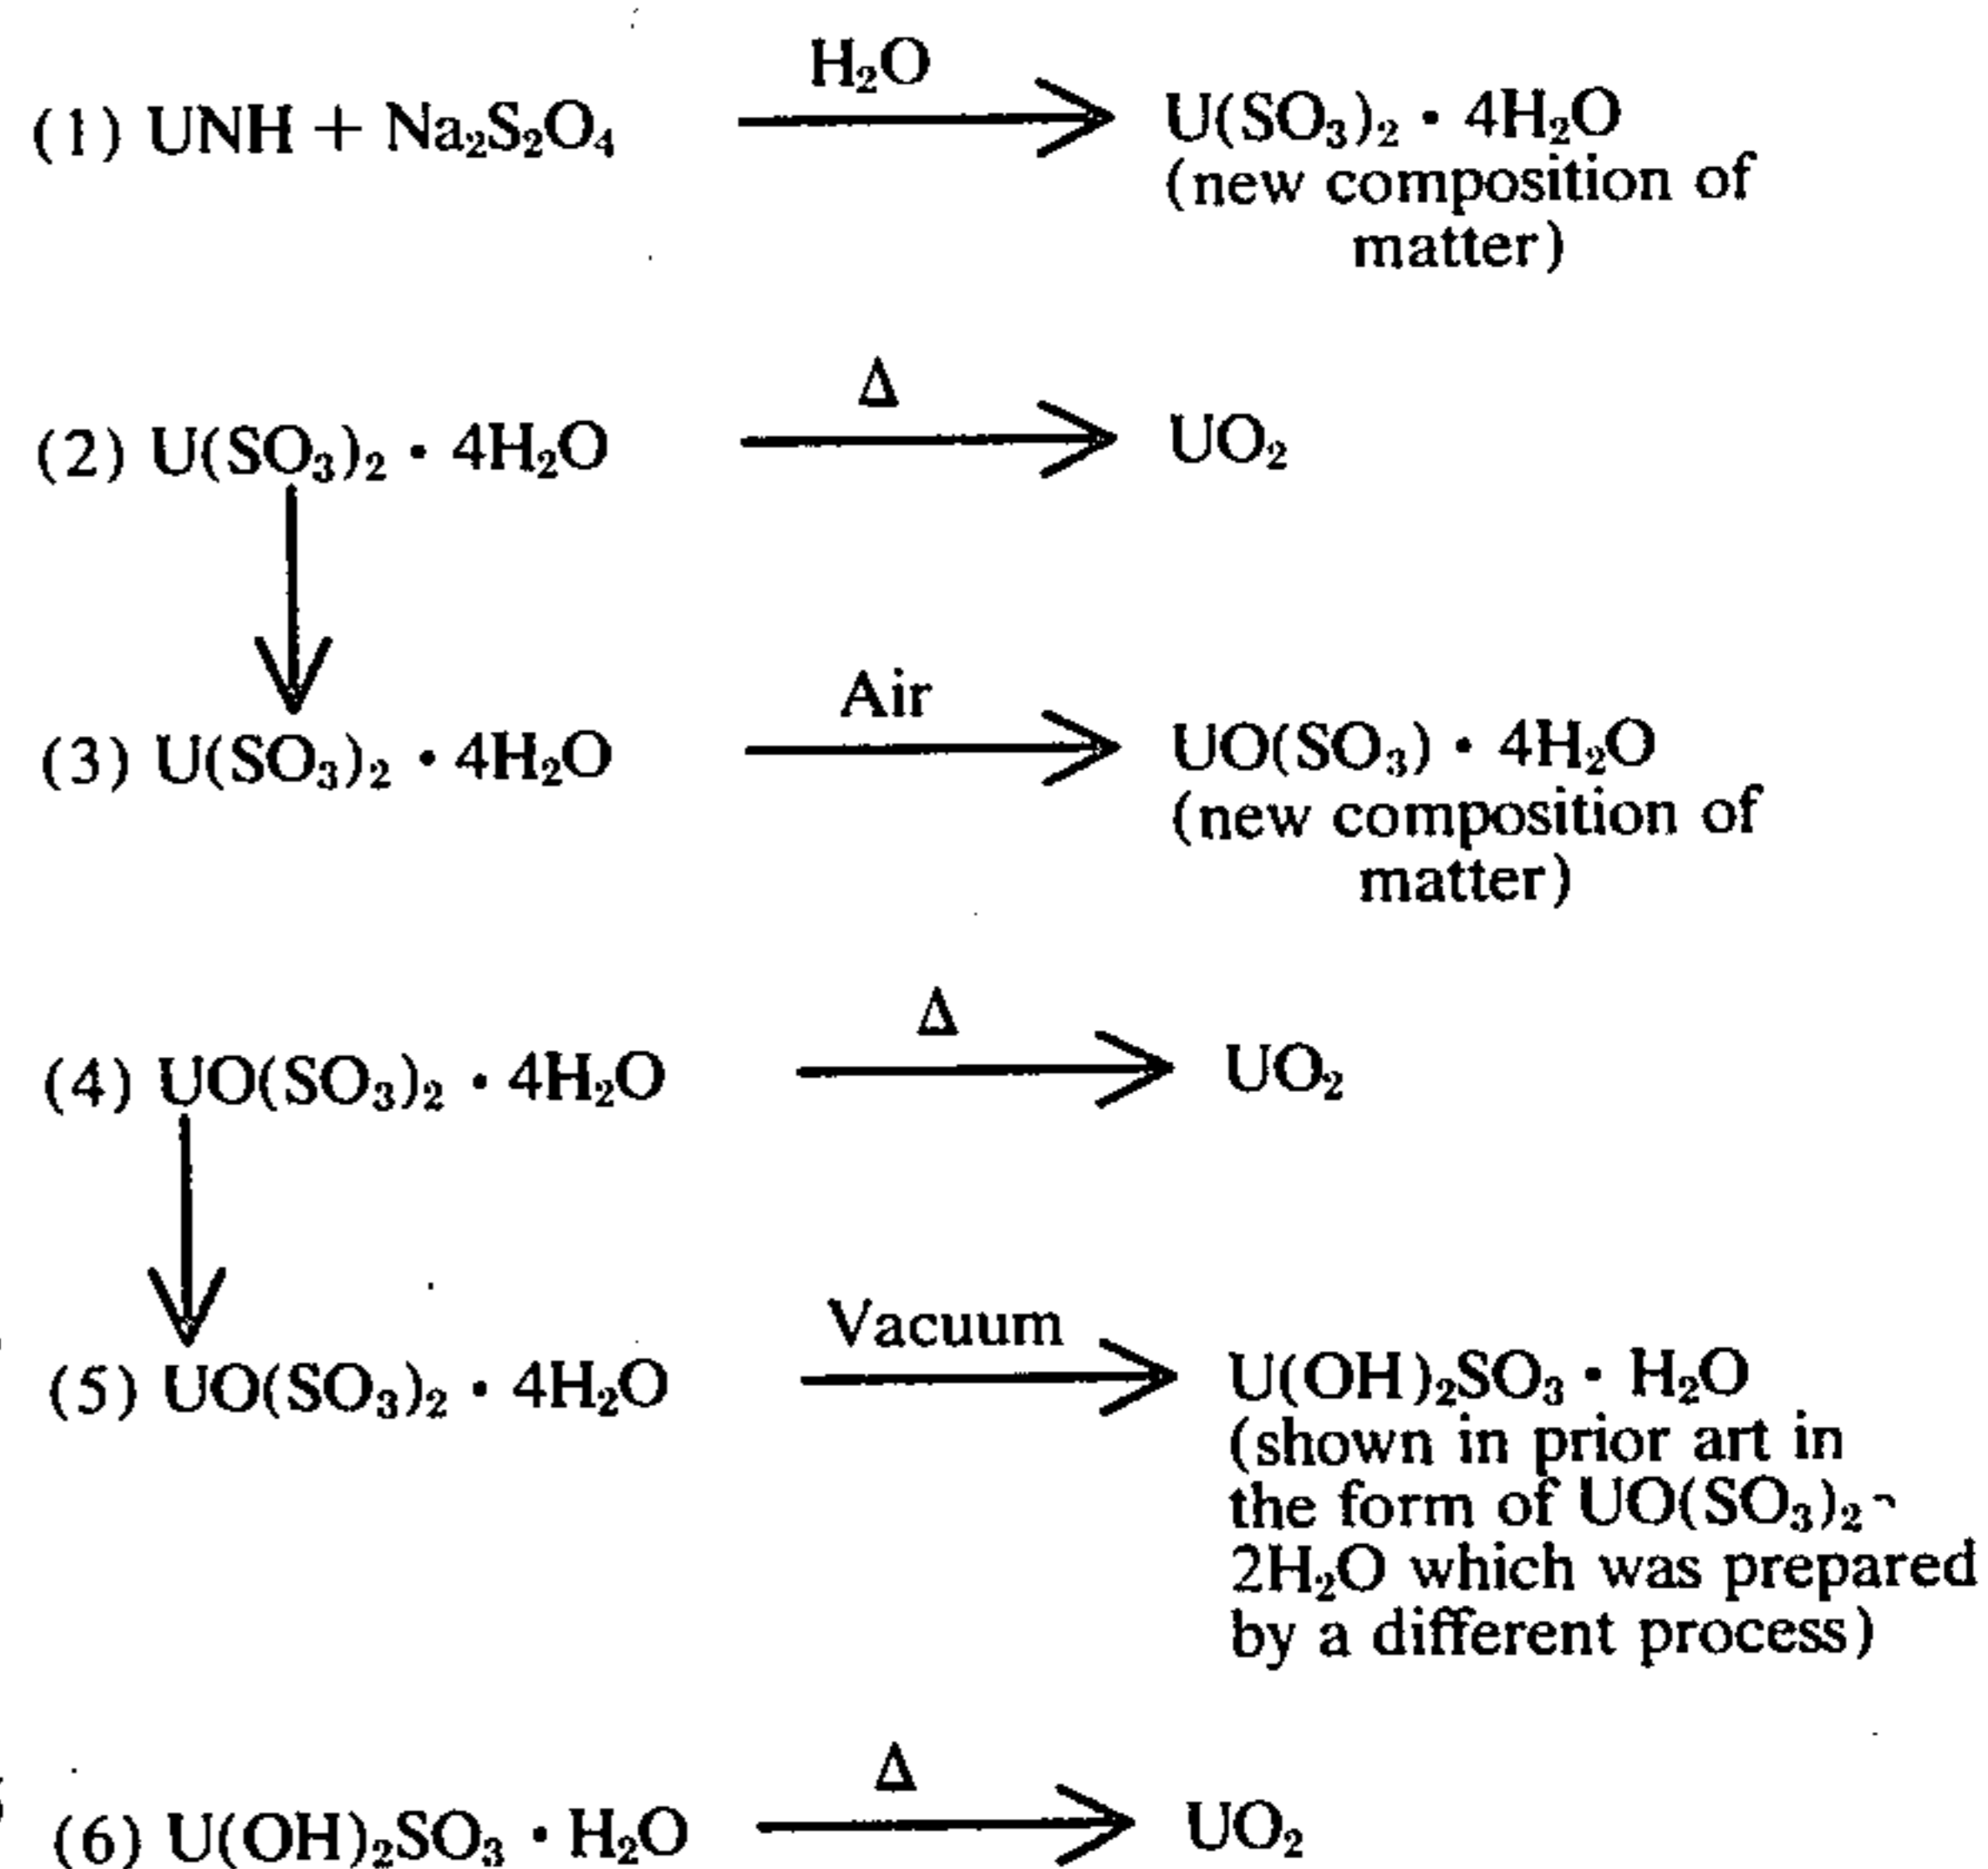 H₂O
(1) UNH + Na₂S₂O₄ → U(SO₃)₂ · 4H₂O
(new composition of
matter)
Δ
(2) U(SO₃)₂ · 4H₂O → UO₂
Air
(3) U(SO₃)₂ · 4H₂O → UO(SO₃) · 4H₂O
(new composition of
matter)
Δ
(4) UO(SO₃)₂ · 4H₂O → UO₂
Vacuum
(5) UO(SO₃)₂ · 4H₂O → U(OH)₂SO₃ · H₂O
(shown in prior art in
the form of UO(SO₃)₂-
2H₂O which was prepared
by a different process)
Δ
(6) U(OH)₂SO₃ · H₂O → UO₂